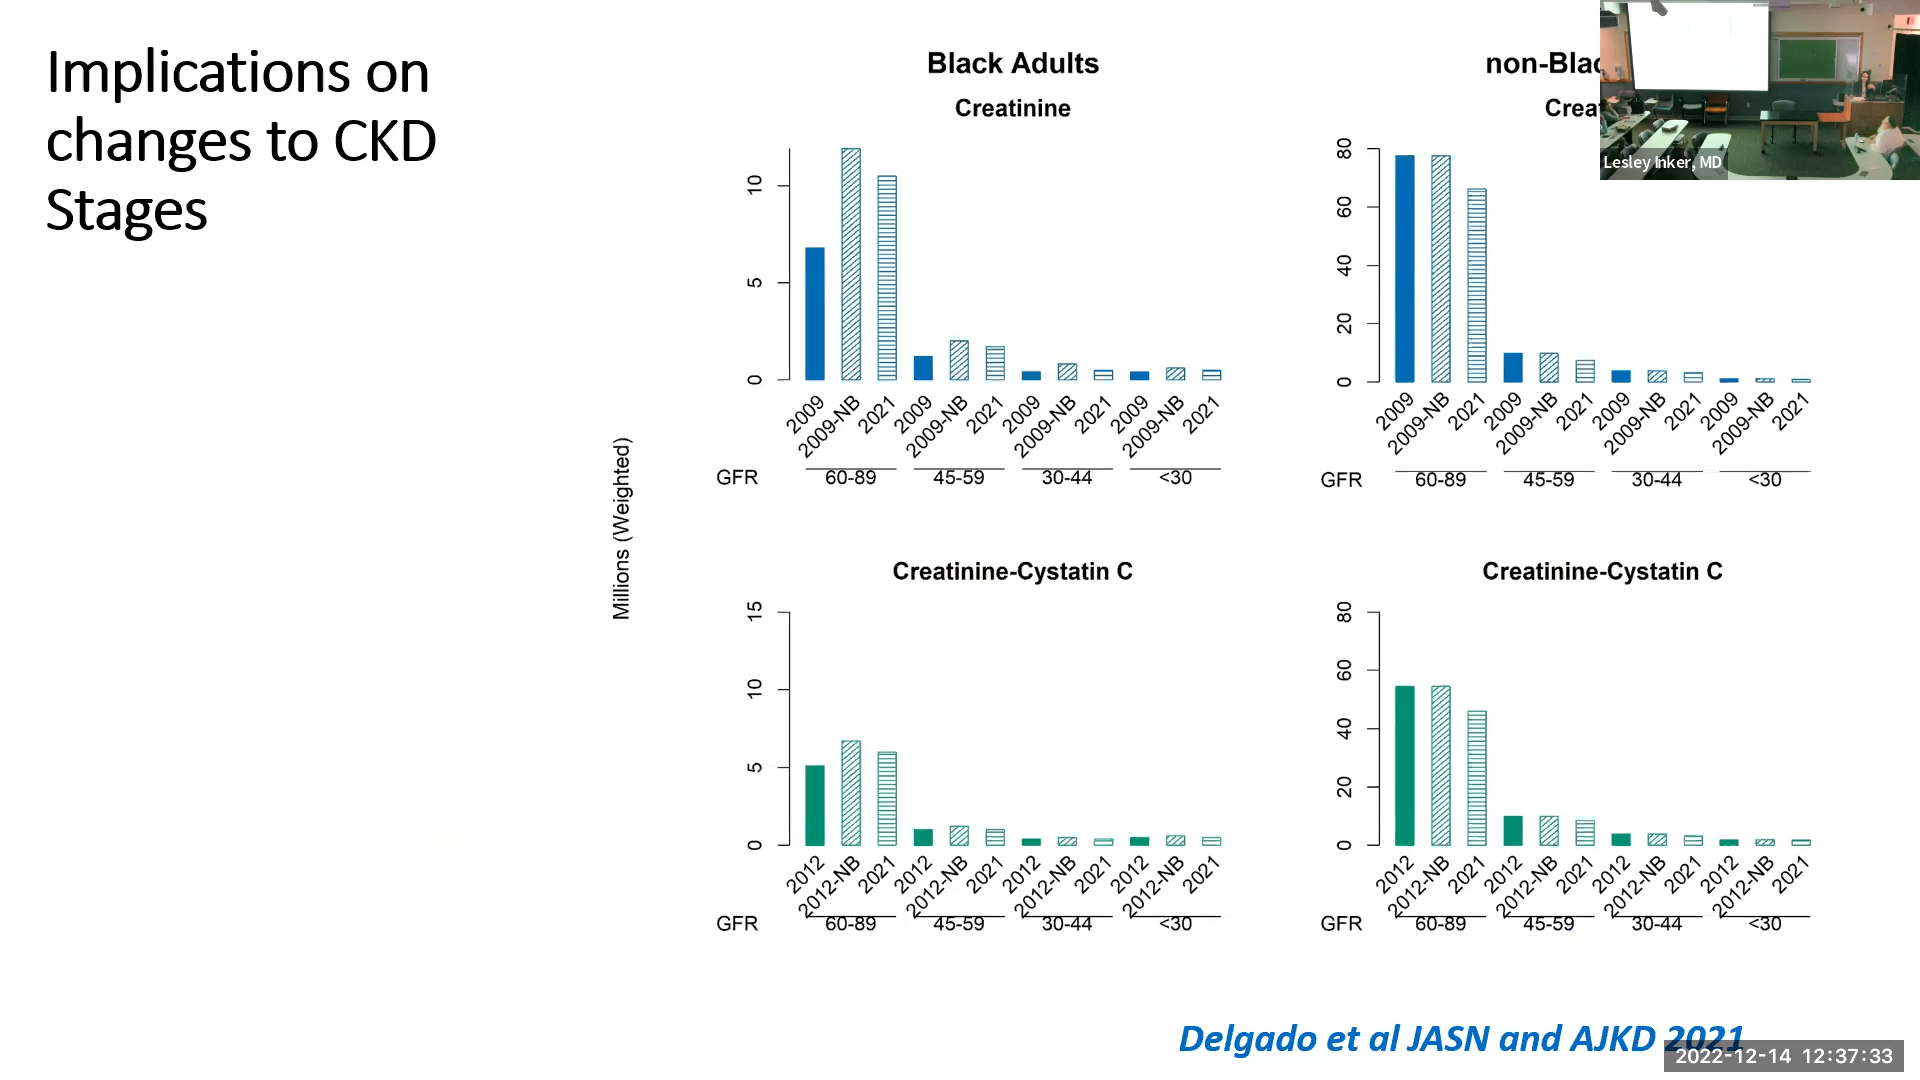 Implications on
changes to CKD
Stages
Black Adults
Creatinine
10
5
0
2009
2009-NB
2021
2009
2009-NB
2021
2009
2009-NB
2021
2009
2009-NB
2021
GFR
60-89
45-59
30-44
<30
non-Blac
Crea
80
60
40
20
0
2009
2009-NB
2021
2009
2009-NB
2021
2009
2009-NB
2021
2009
2009-NB
2021
GFR
60-89
45-59
30-44
<30
Lesley Inker, MD
Millions (Weighted)
Creatinine-Cystatin C
15
10
5
0
2012
2012-NB
2021
2012
2012-NB
2021
2012
2012-NB
2021
2012
2012-NB
2021
GFR
60-89
45-59
30-44
<30
Creatinine-Cystatin C
80
60
40
20
0
2012
2012-NB
2021
2012
2012-NB
2021
2012
2012-NB
2021
2012
2012-NB
2021
GFR
60-89
45-59
30-44
<30
Delgado et al JASN and AJKD 2021
2022-12-14 12:37:33